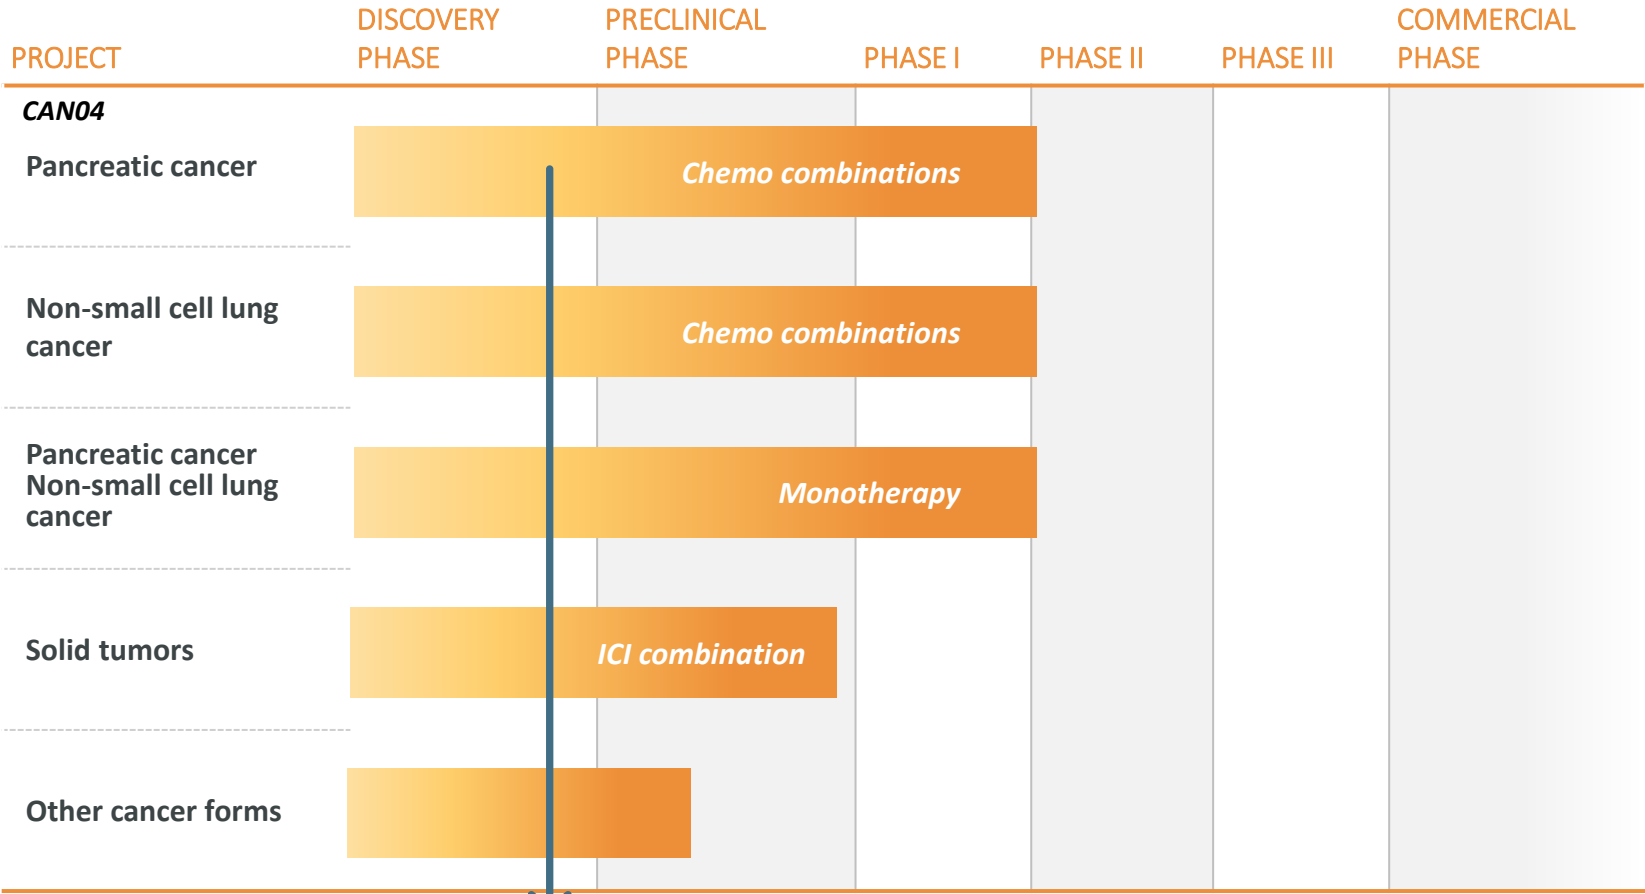 DISCOVERY
PHASE
PRECLINICAL
PHASE
COMMERCIAL
PHASE
PROJECT
PHASE I
PHASE II
PHASE III
CAN04
Pancreatic cancer
Chemo combinations
Non-small cell lung
cancer
Chemo combinations
Pancreatic cancer
Non-small cell lung
cancer
Monotherapy
Solid tumors
ICI combination
Other cancer forms